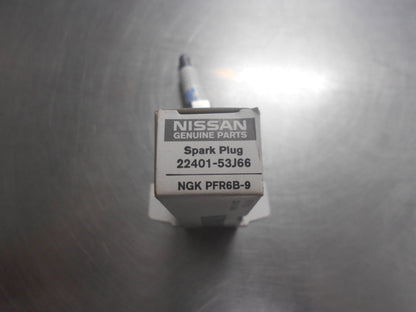 NISSAN
GENUINE PARTS
Spark Plug
22401-53J66
NGK PFR6B-9